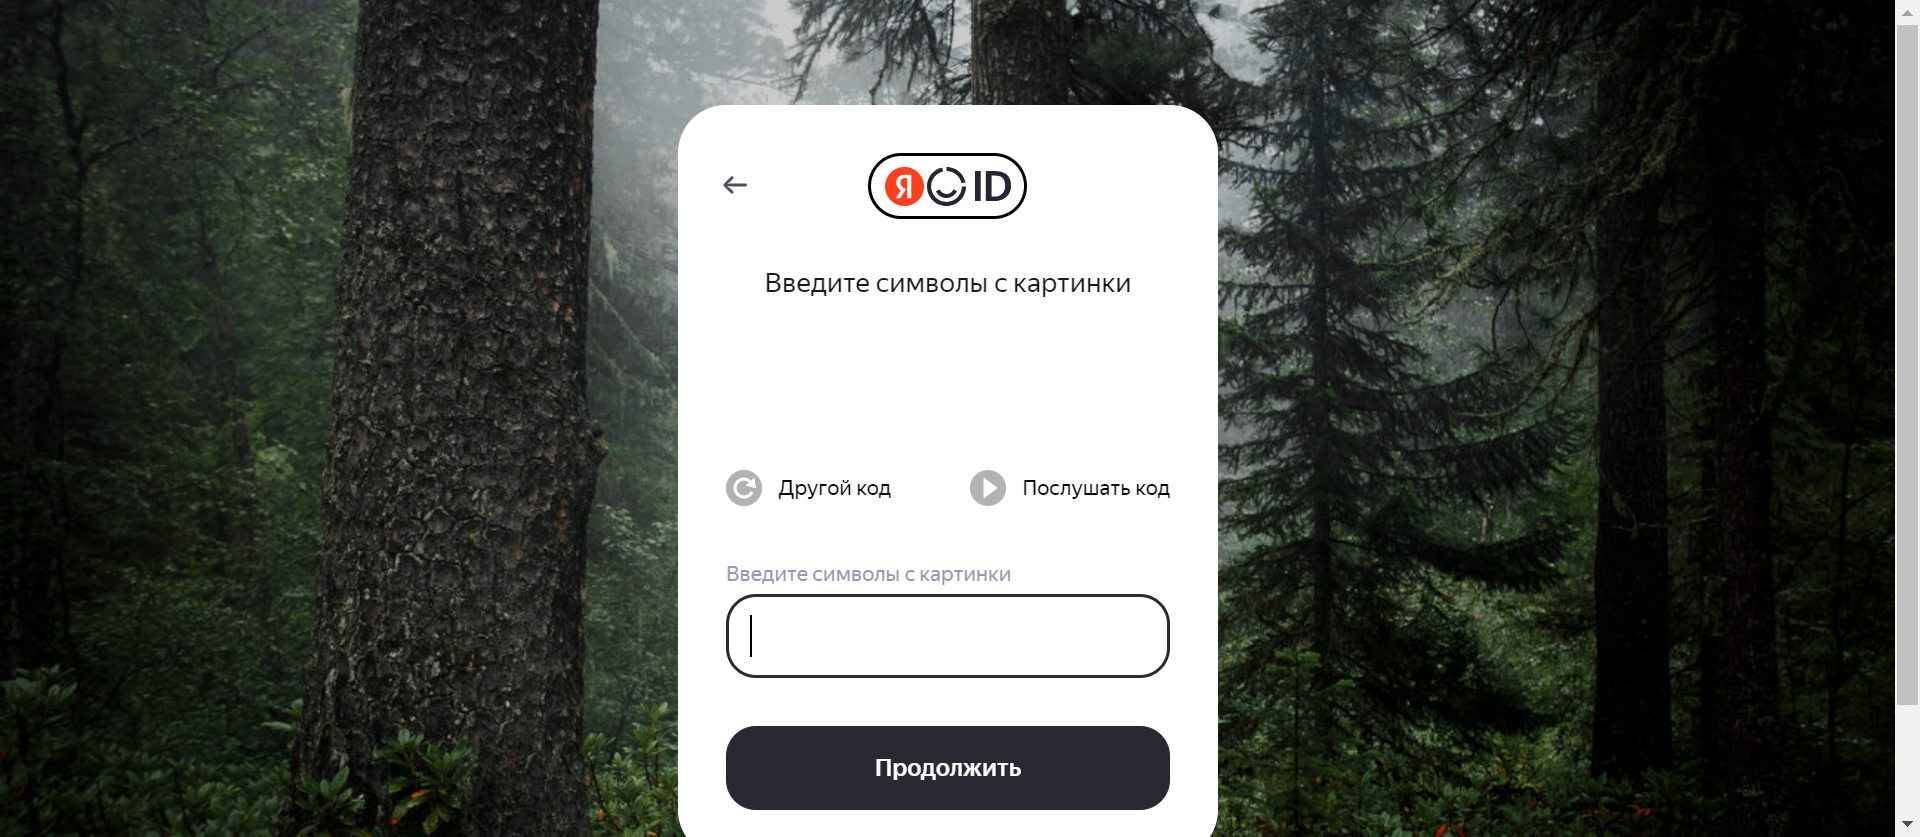 Я ID
Введите символы с картинки
Другой код
Послушать код
Введите символы с картинки
Продолжить